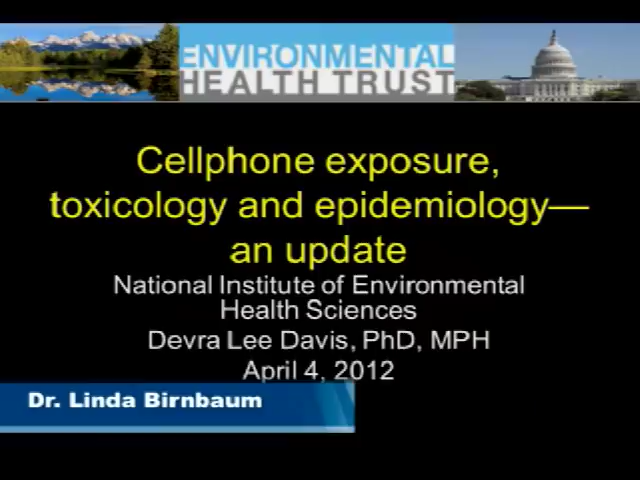 ENVIRONMENTAL
HEALTH TRUST
Cellphone exposure,
toxicology and epidemiology—
an update
National Institute of Environmental
Health Sciences
Devra Lee Davis, PhD, MPH
April 4, 2012
Dr. Linda Birnbaum